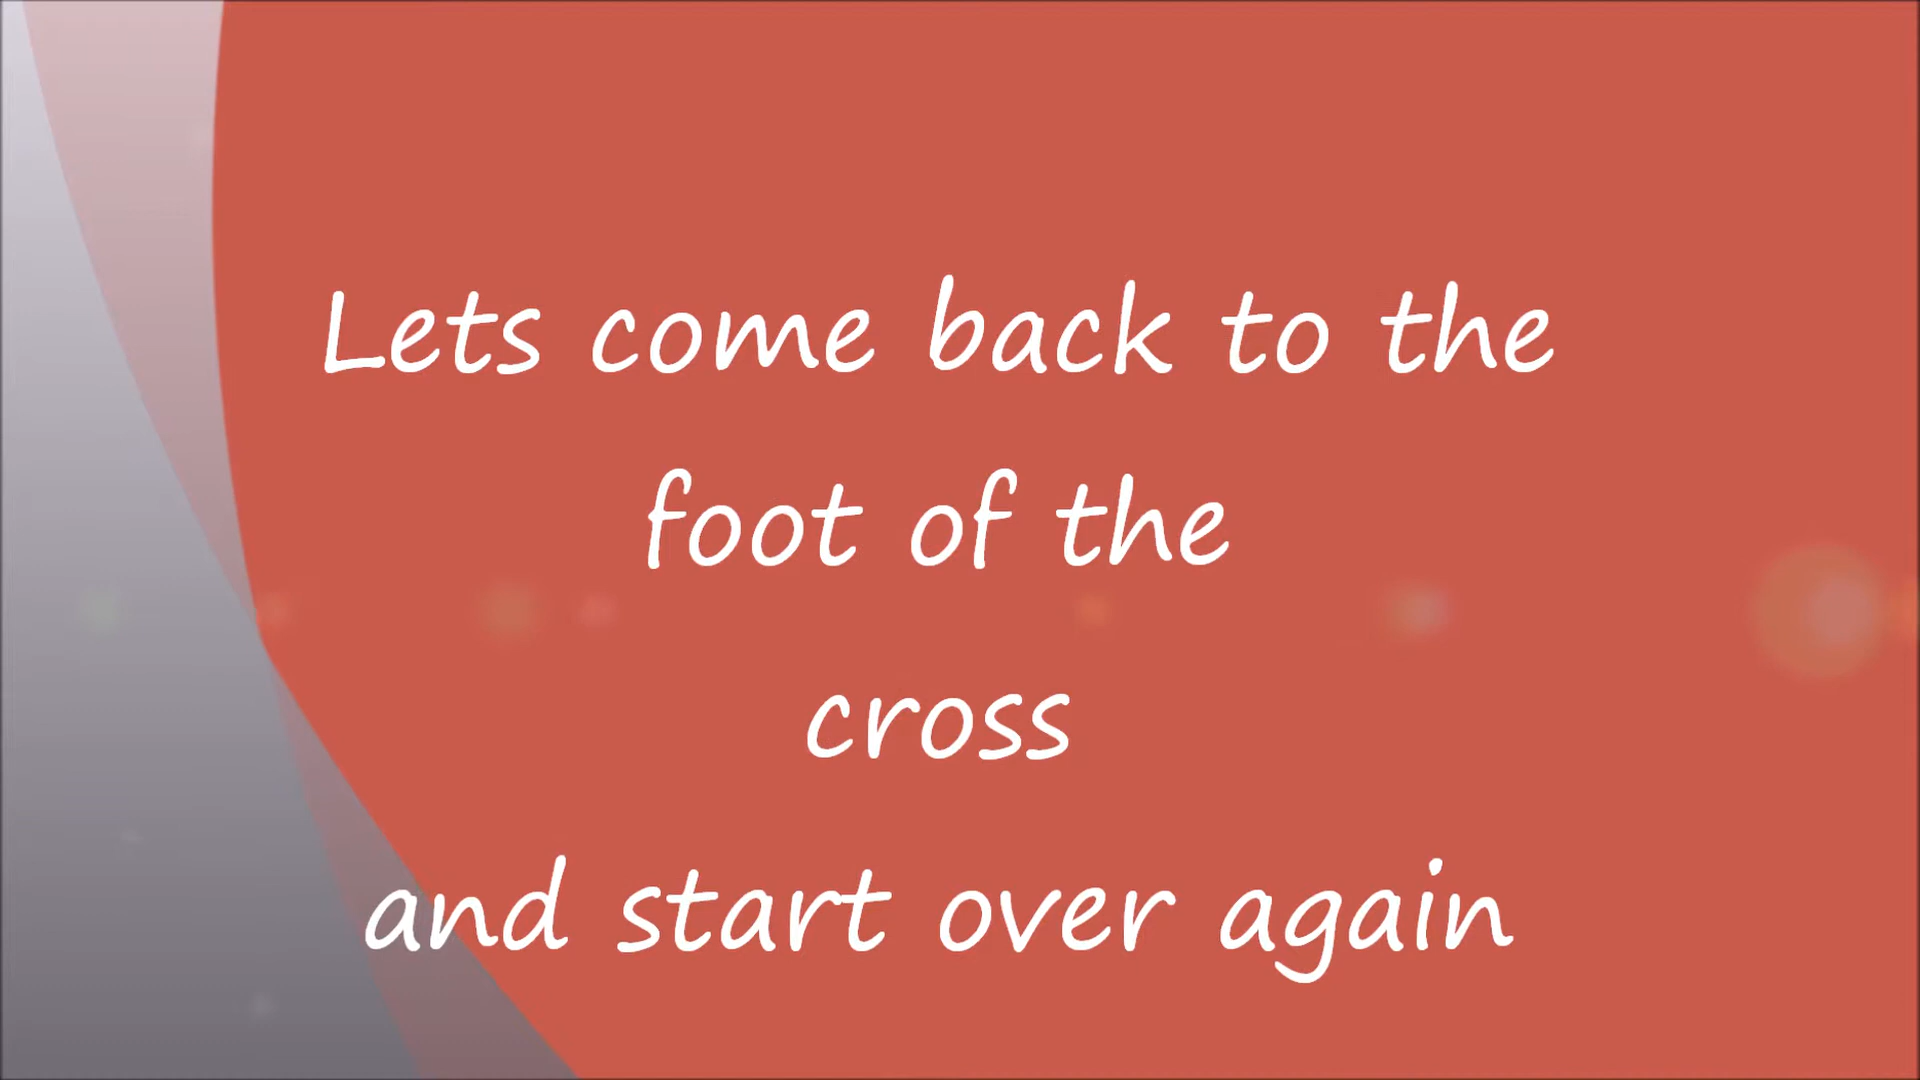 Lets come back to the
foot of the
cross
and start over again